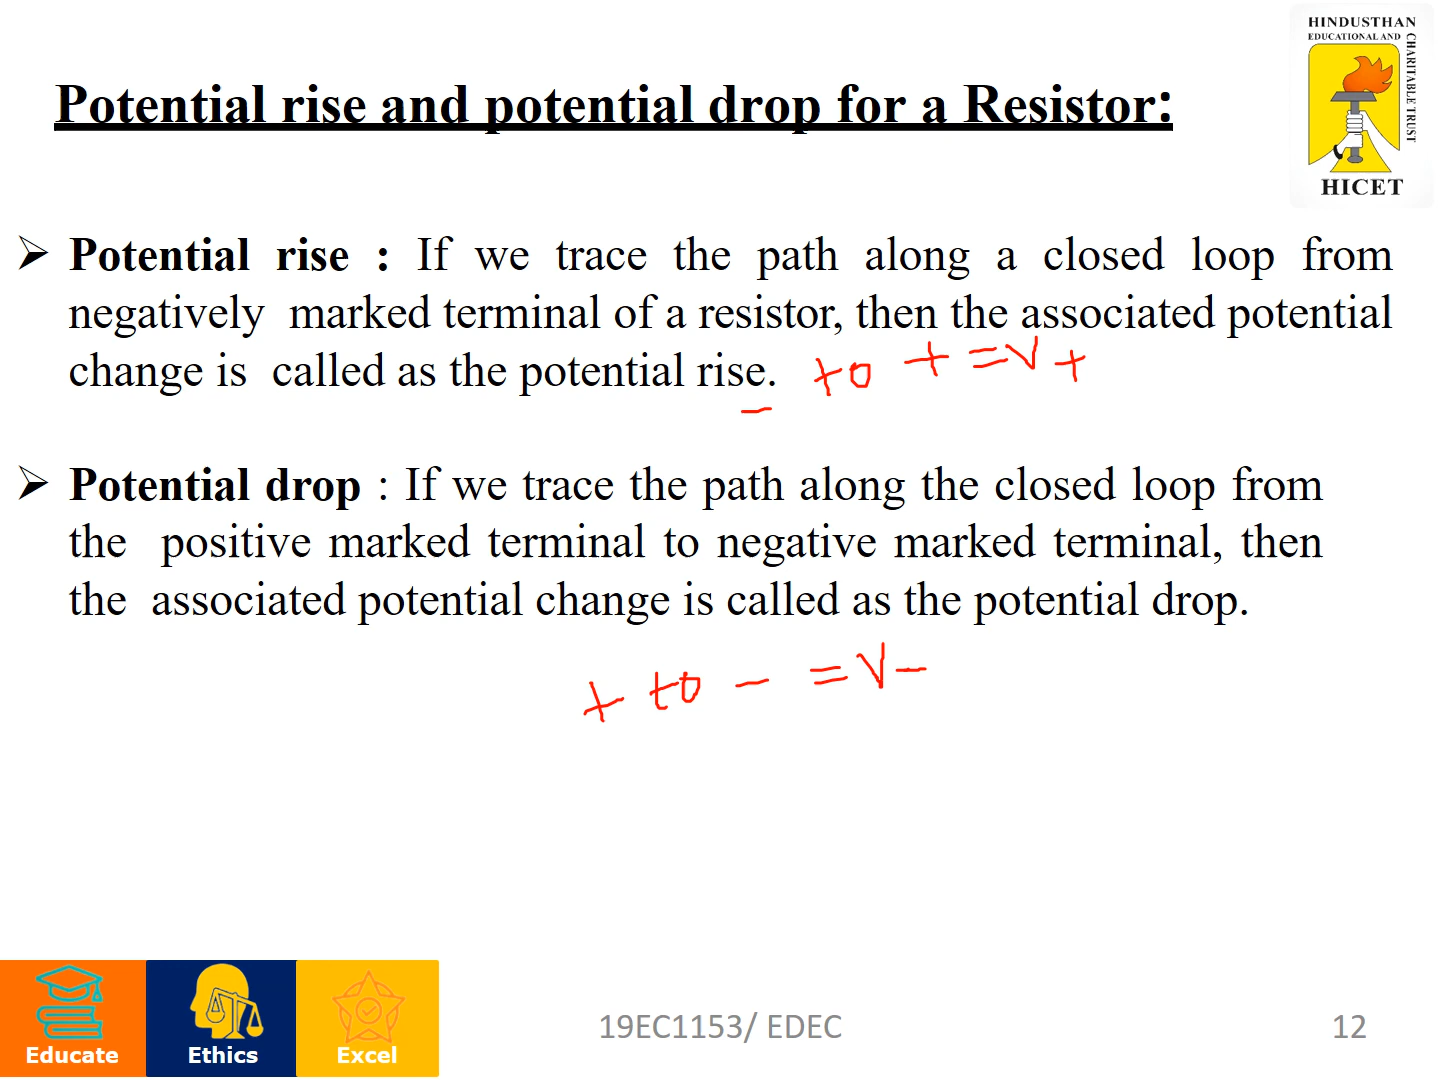 HINDUSTHAN
EDUCATIONAL AND
CHARITABLE TRUST
HICET
Potential rise and potential drop for a Resistor:
➢ Potential rise : If we trace the path along a closed loop from
negatively marked terminal of a resistor, then the associated potential
change is called as the potential rise.
− to + = V +
➢ Potential drop : If we trace the path along the closed loop from
the positive marked terminal to negative marked terminal, then
the associated potential change is called as the potential drop.
+ to − = V −
Educate
Ethics
Excel
19EC1153/ EDEC
12